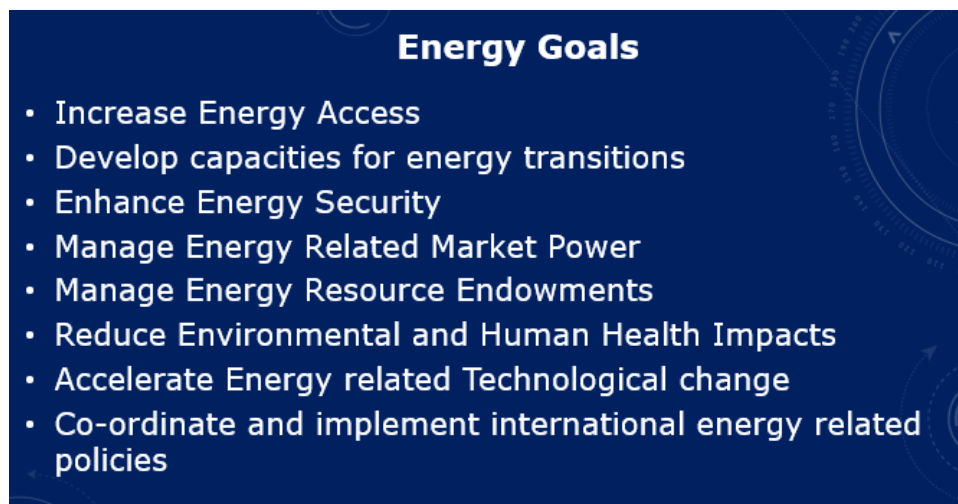 Energy Goals
• Increase Energy Access
• Develop capacities for energy transitions
• Enhance Energy Security
• Manage Energy Related Market Power
• Manage Energy Resource Endowments
• Reduce Environmental and Human Health Impacts
• Accelerate Energy related Technological change
• Co-ordinate and implement international energy related
policies